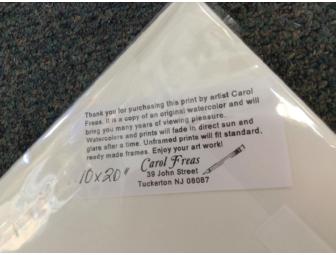 Thank you for purchasing this print by artist Carol
Freas. It is a copy of an original watercolor and will
bring you many years of viewing pleasure.
Watercolors and prints will fade in direct sun and
glare after a time. Unframed prints will fit standard,
ready made frames. Enjoy your art work!
Carol Freas
10x20"
39 John Street
Tuckerton NJ 08087